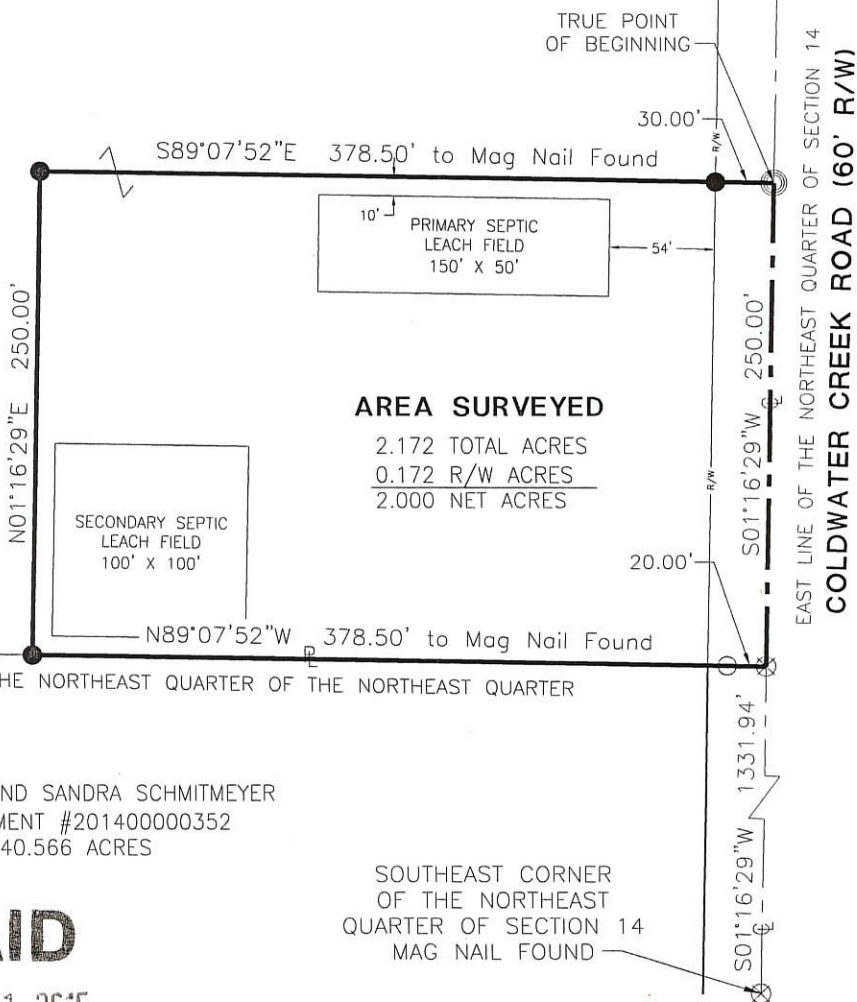 TRUE POINT
OF BEGINNING
30.00'
R/W
S89°07'52"E 378.50' to Mag Nail Found
10'
PRIMARY SEPTIC
LEACH FIELD
150' X 50'
54'
N01°16'29"E 250.00'
S01°16'29"W 250.00'
EAST LINE OF THE NORTHEAST QUARTER OF SECTION 14
COLDWATER CREEK ROAD (60' R/W)
AREA SURVEYED
2.172 TOTAL ACRES
0.172 R/W ACRES
2.000 NET ACRES
R/W
SECONDARY SEPTIC
LEACH FIELD
100' X 100'
20.00'
N89°07'52"W 378.50' to Mag Nail Found
HE NORTHEAST QUARTER OF THE NORTHEAST QUARTER
S01°16'29"W 1331.94'
ND SANDRA SCHMITMEYER
MENT #201400000352
40.566 ACRES
SOUTHEAST CORNER
OF THE NORTHEAST
QUARTER OF SECTION 14
MAG NAIL FOUND
AID